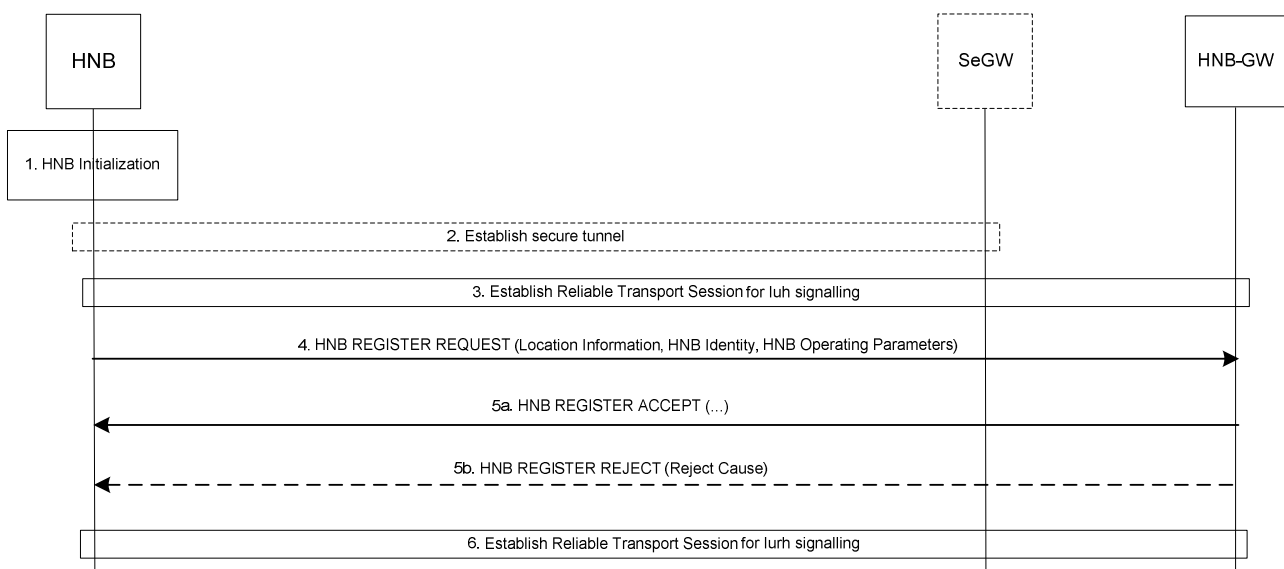 HNB
SeGW
HNB-GW
1. HNB Initialization
2. Establish secure tunnel
3. Establish Reliable Transport Session for Iuh signalling
4. HNB REGISTER REQUEST (Location Information, HNB Identity, HNB Operating Parameters)
5a. HNB REGISTER ACCEPT (...)
5b. HNB REGISTER REJECT (Reject Cause)
6. Establish Reliable Transport Session for Iurh signalling